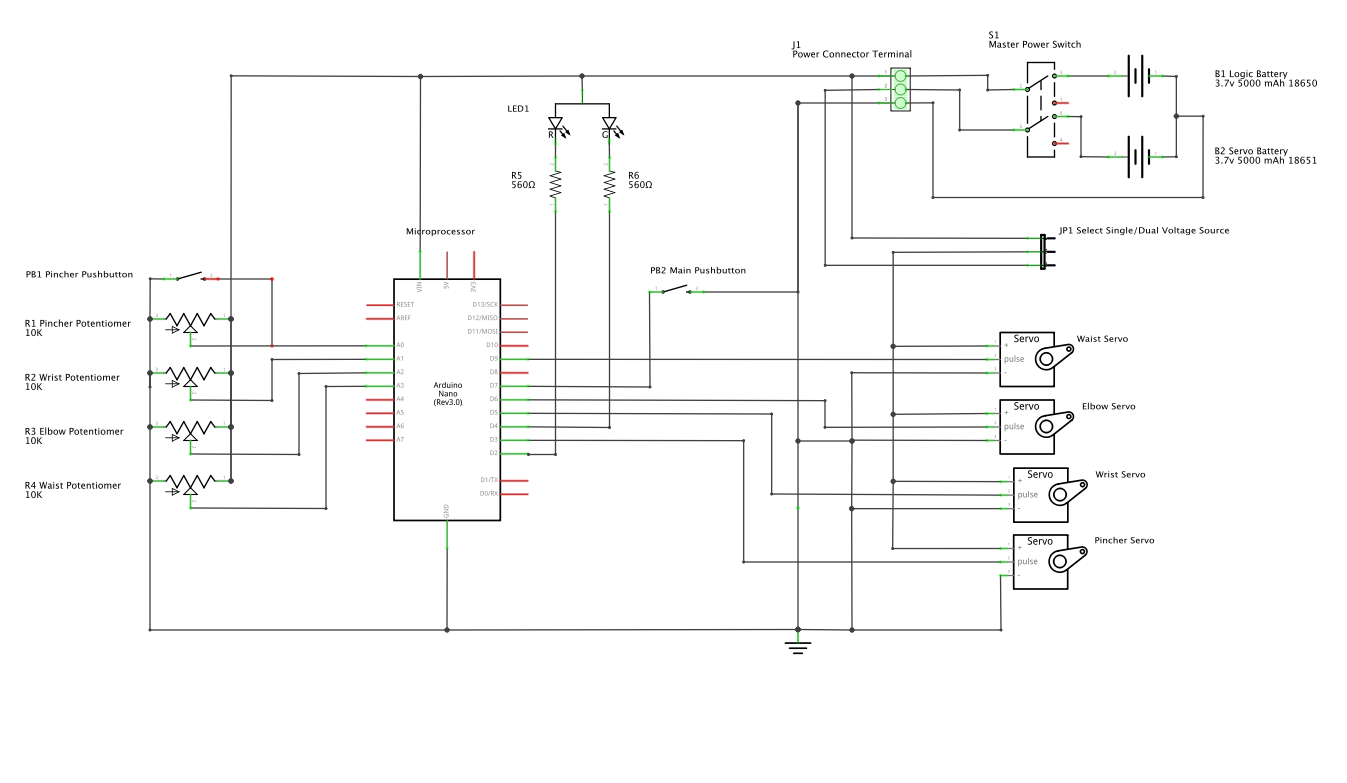 S1
Master Power Switch
J1
Power Connector Terminal
B1 Logic Battery
3.7v 5000 mAh 18650
B2 Servo Battery
3.7v 5000 mAh 18651
LED1
R
G
R5
560Ω
R6
560Ω
Microprocessor
JP1 Select Single/Dual Voltage Source
PB1 Pincher Pushbutton
PB2 Main Pushbutton
R1 Pincher Potentiomer
10K
R2 Wrist Potentiomer
10K
R3 Elbow Potentiomer
10K
R4 Waist Potentiomer
10K
VIN
5V
3V3
RESET
AREF
A0
A1
A2
A3
A4
A5
A6
A7
Arduino
Nano
(Rev3.0)
D13/SCK
D12/MISO
D11/MOSI
D10
D9
D8
D7
D6
D5
D4
D3
D2
D1/TX
D0/RX
GND
Servo
+
pulse
-
Waist Servo
Servo
+
pulse
-
Elbow Servo
Servo
+
pulse
-
Wrist Servo
Servo
+
pulse
-
Pincher Servo